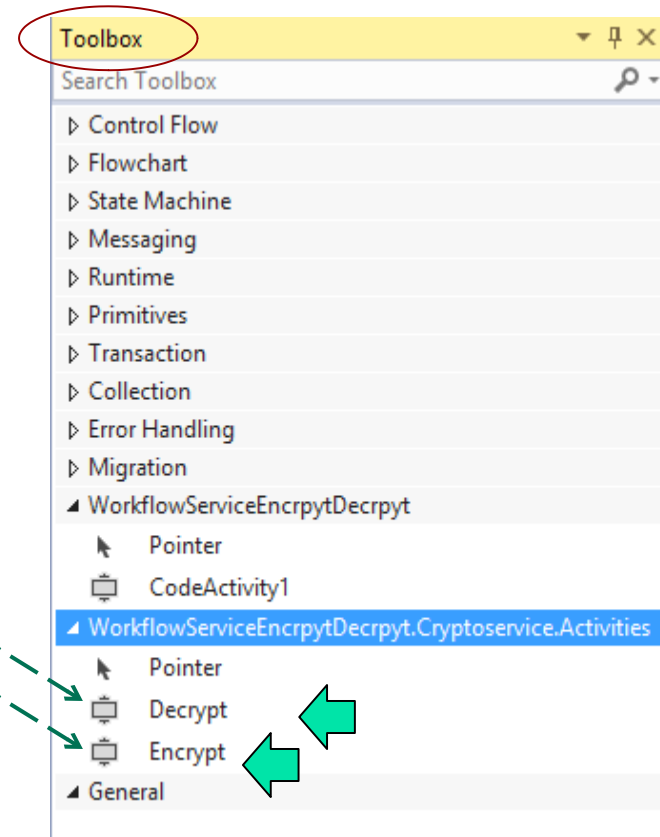 Toolbox
Search Toolbox
Control Flow
Flowchart
State Machine
Messaging
Runtime
Primitives
Transaction
Collection
Error Handling
Migration
WorkflowServiceEncrpytDecrpyt
Pointer
CodeActivity1
WorkflowServiceEncrpytDecrpyt.Cryptoservice.Activities
Pointer
Decrypt
Encrypt
General